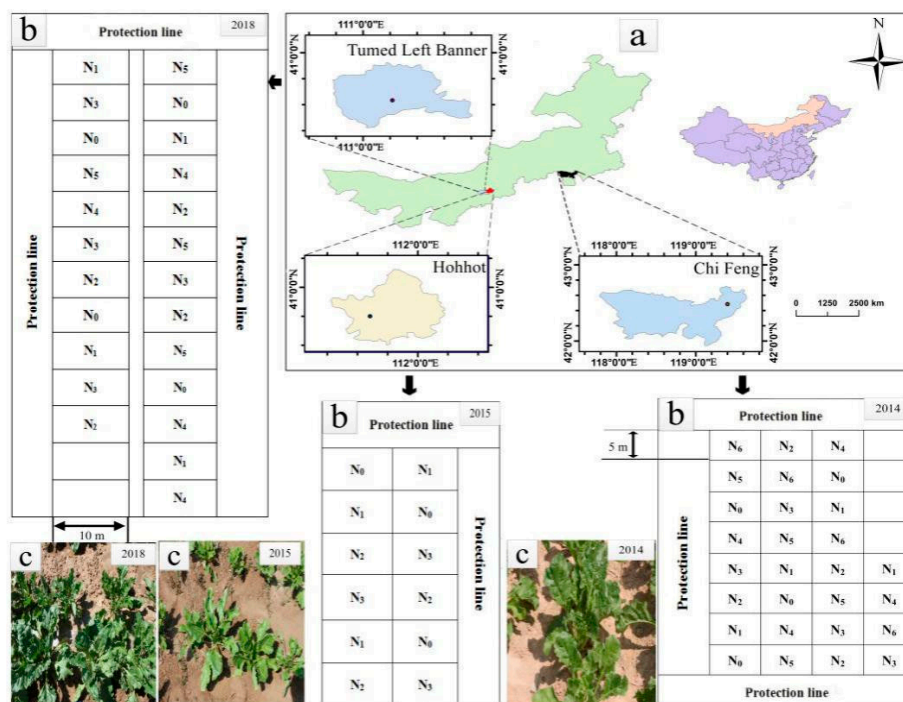 b
2018
Protection line
Protection line
N₁
N₅
N₃
N₀
N₀
N₁
N₅
N₄
N₄
N₂
N₃
N₅
N₂
N₃
N₀
N₂
N₁
N₅
N₃
N₀
N₂
N₄
N₁
N₄
Protection line
10 m
a
N
111°0'0"E
41°0'0"N
Tumed Left Banner
41°0'0"N
111°0'0"E
112°0'0"E
41°0'0"N
Hohhot
41°0'0"N
112°0'0"E
118°0'0"E
119°0'0"E
43°0'0"N
Chi Feng
43°0'0"N
42°0'0"N
42°0'0"N
118°0'0"E
119°0'0"E
0
1250
2500 km
b
2015
Protection line
N₀
N₁
N₁
N₀
N₂
N₃
N₃
N₂
N₁
N₀
N₂
N₃
Protection line
b
2014
Protection line
5 m
Protection line
N₆
N₂
N₄
N₅
N₆
N₀
N₀
N₃
N₁
N₄
N₅
N₆
N₃
N₁
N₂
N₁
N₂
N₀
N₅
N₄
N₁
N₄
N₃
N₆
N₀
N₅
N₂
N₃
Protection line
c
2018
c
2015
c
2014